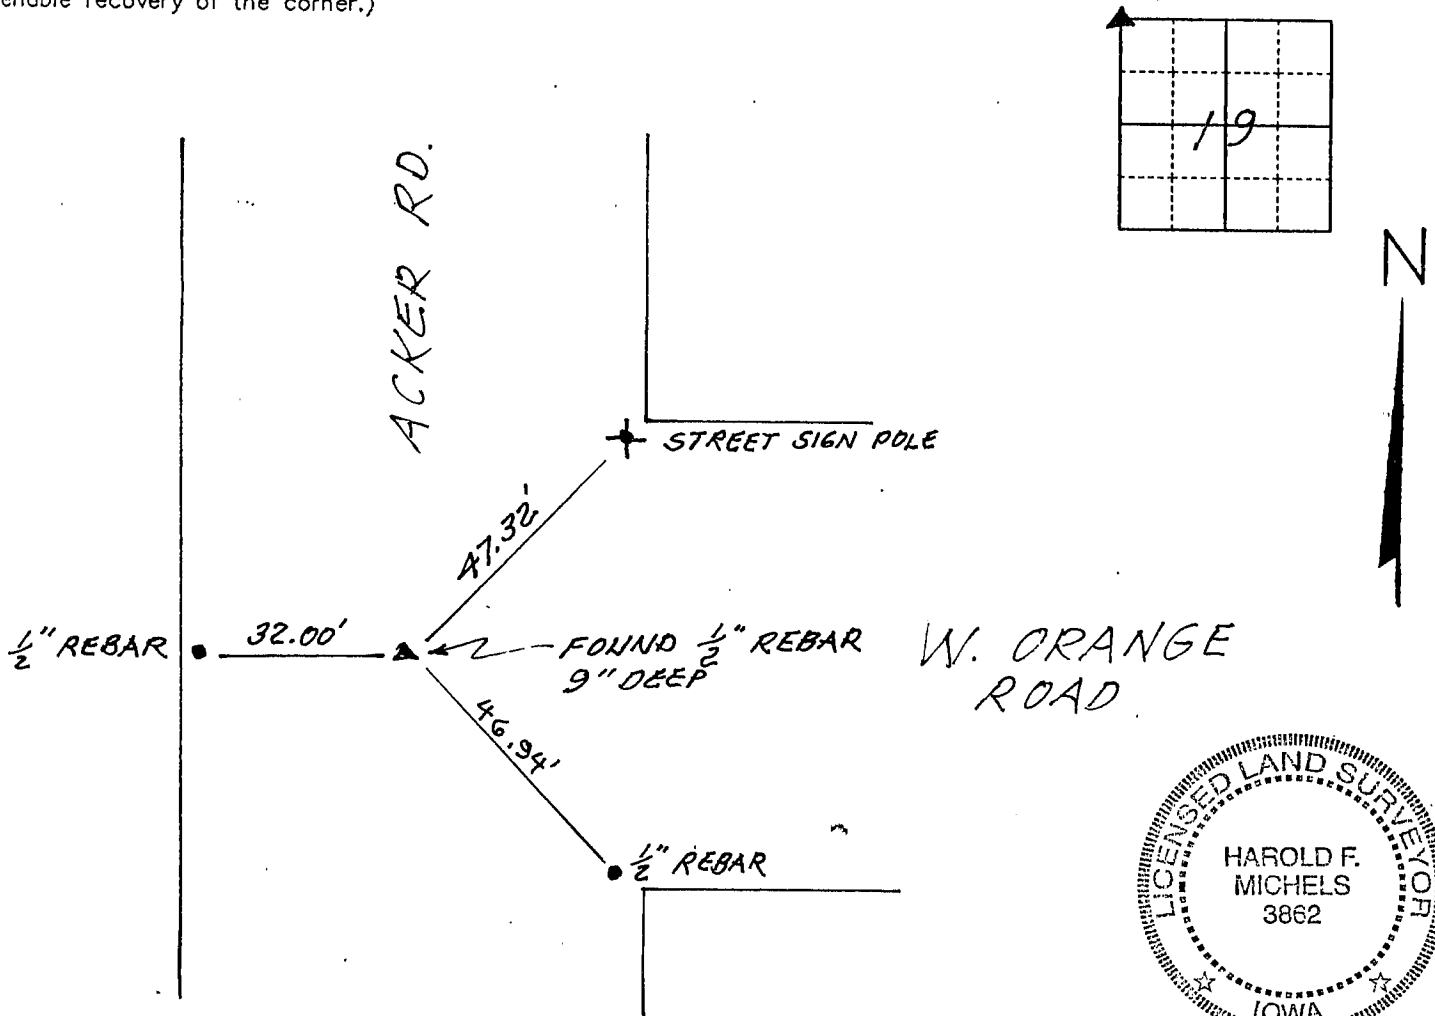 enable recovery of the corner.)
19
N
ACKER RD.
STREET SIGN POLE
47.32'
1/2" REBAR
32.00'
FOUND 1/2" REBAR
9" DEEP
W. ORANGE
ROAD
46.94'
1/2" REBAR
LICENSED LAND SURVEYOR
HAROLD F.
MICHELS
3862
IOWA